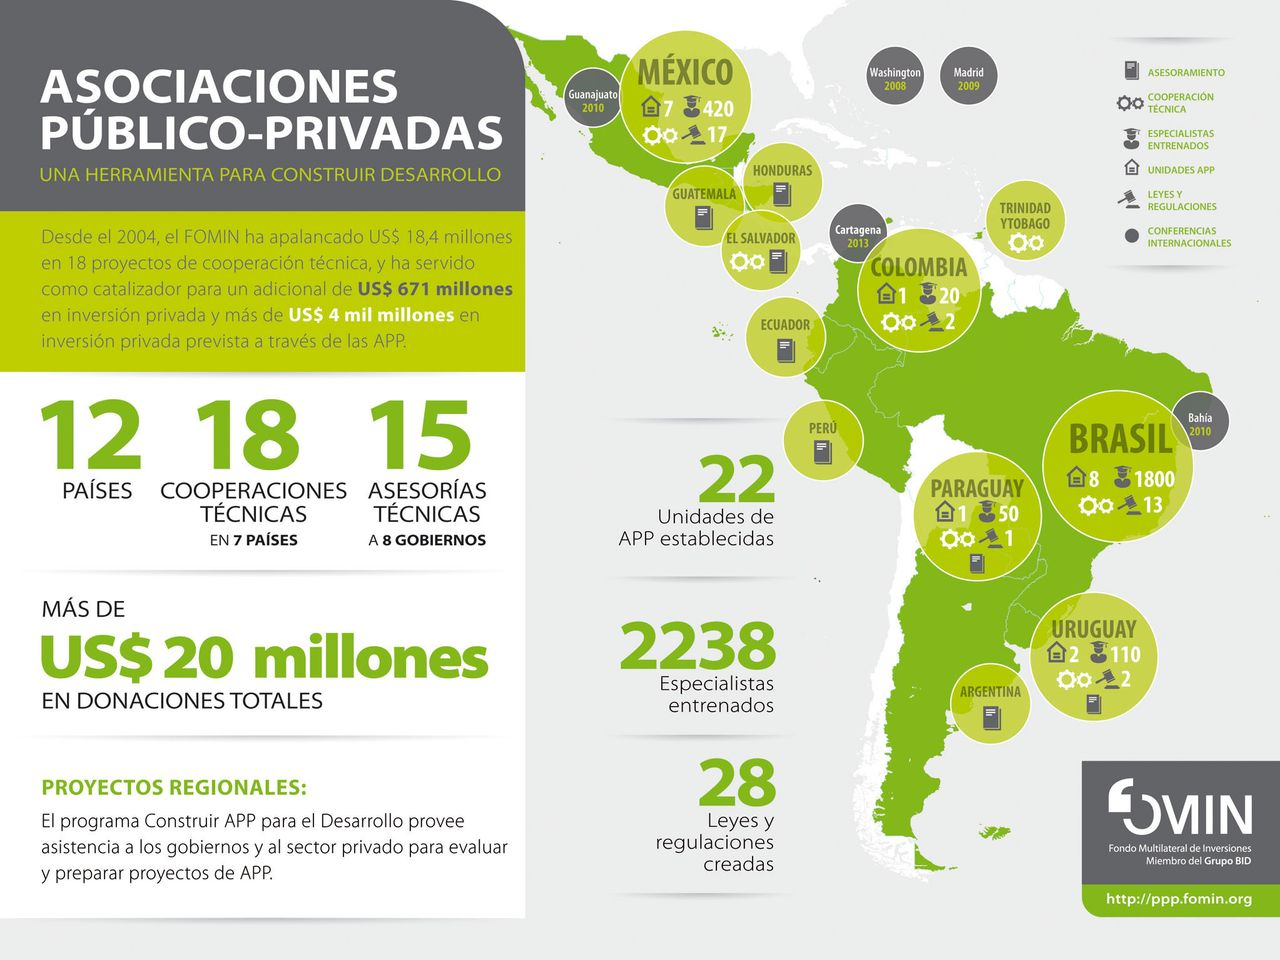 ASOCIACIONES
PÚBLICO-PRIVADAS
UNA HERRAMIENTA PARA CONSTRUIR DESARROLLO
Desde el 2004, el FOMIN ha apalancado US$ 18,4 millones
en 18 proyectos de cooperación técnica, y ha servido
como catalizador para un adicional de US$ 671 millones
en inversión privada y más de US$ 4 mil millones en
inversión privada prevista a través de las APP.
12
PAÍSES
18
COOPERACIONES
TÉCNICAS
EN 7 PAÍSES
15
ASESORÍAS
TÉCNICAS
A 8 GOBIERNOS
MÁS DE
US$ 20 millones
EN DONACIONES TOTALES
PROYECTOS REGIONALES:
El programa Construir APP para el Desarrollo provee
asistencia a los gobiernos y al sector privado para evaluar
y preparar proyectos de APP.
22
Unidades de
APP establecidas
2238
Especialistas
entrenados
28
Leyes y
regulaciones
creadas
Guanajuato
2010
MÉXICO
7 420
17
Washington
2008
Madrid
2009
HONDURAS
GUATEMALA
EL SALVADOR
Cartagena
2013
TRINIDAD
YTOBAGO
COLOMBIA
1 20
2
ECUADOR
PERÚ
BRASIL
8 1800
13
Bahía
2010
PARAGUAY
1 50
1
URUGUAY
2 110
2
ARGENTINA
ASESORAMIENTO
COOPERACIÓN
TÉCNICA
ESPECIALISTAS
ENTRENADOS
UNIDADES APP
LEYES Y
REGULACIONES
CONFERENCIAS
INTERNACIONALES
FOMIN
Fondo Multilateral de Inversiones
Miembro del Grupo BID
http://ppp.fomin.org